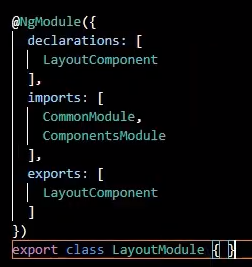 @NgModule({
  declarations: [
    LayoutComponent
  ],
  imports: [
    CommonModule,
    ComponentsModule
  ],
  exports: [
    LayoutComponent
  ]
})
export class LayoutModule { }